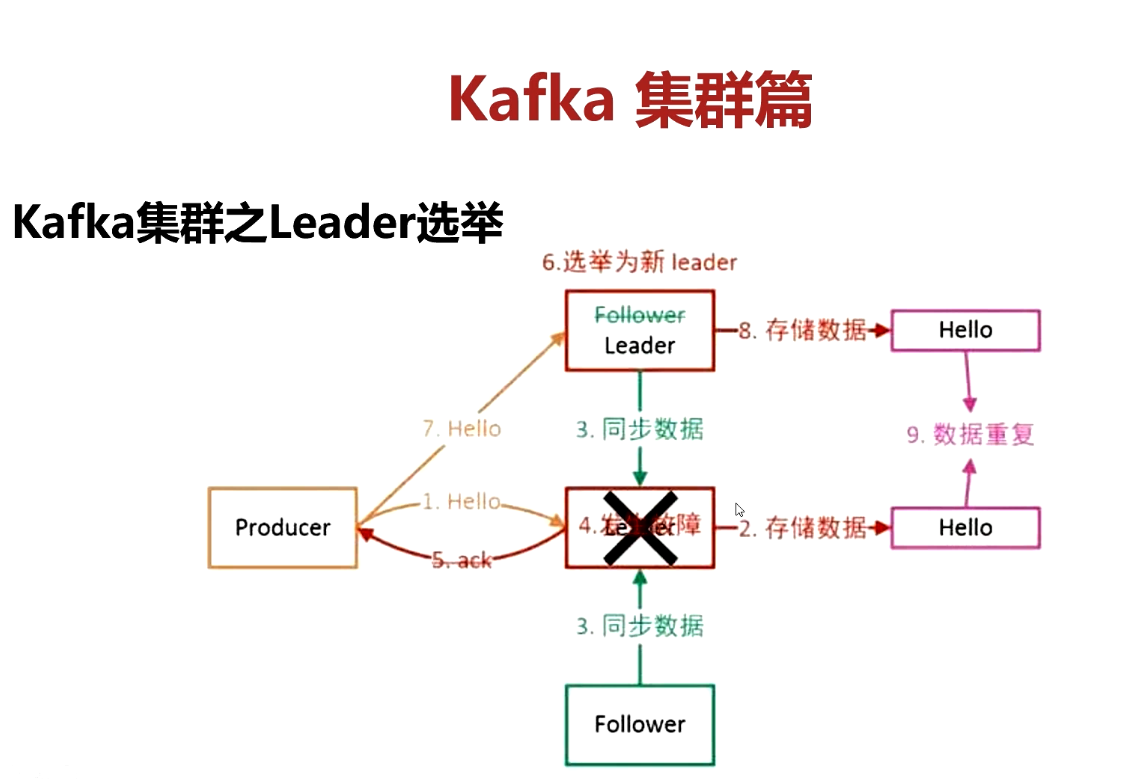 Kafka 集群篇
Kafka集群之Leader选举
6.选举为新 leader
Follower
Leader
8. 存储数据
Hello
7. Hello
3. 同步数据
9. 数据重复
1. Hello
Producer
4. 发生故障
Leader
2. 存储数据
Hello
5. ack
3. 同步数据
Follower